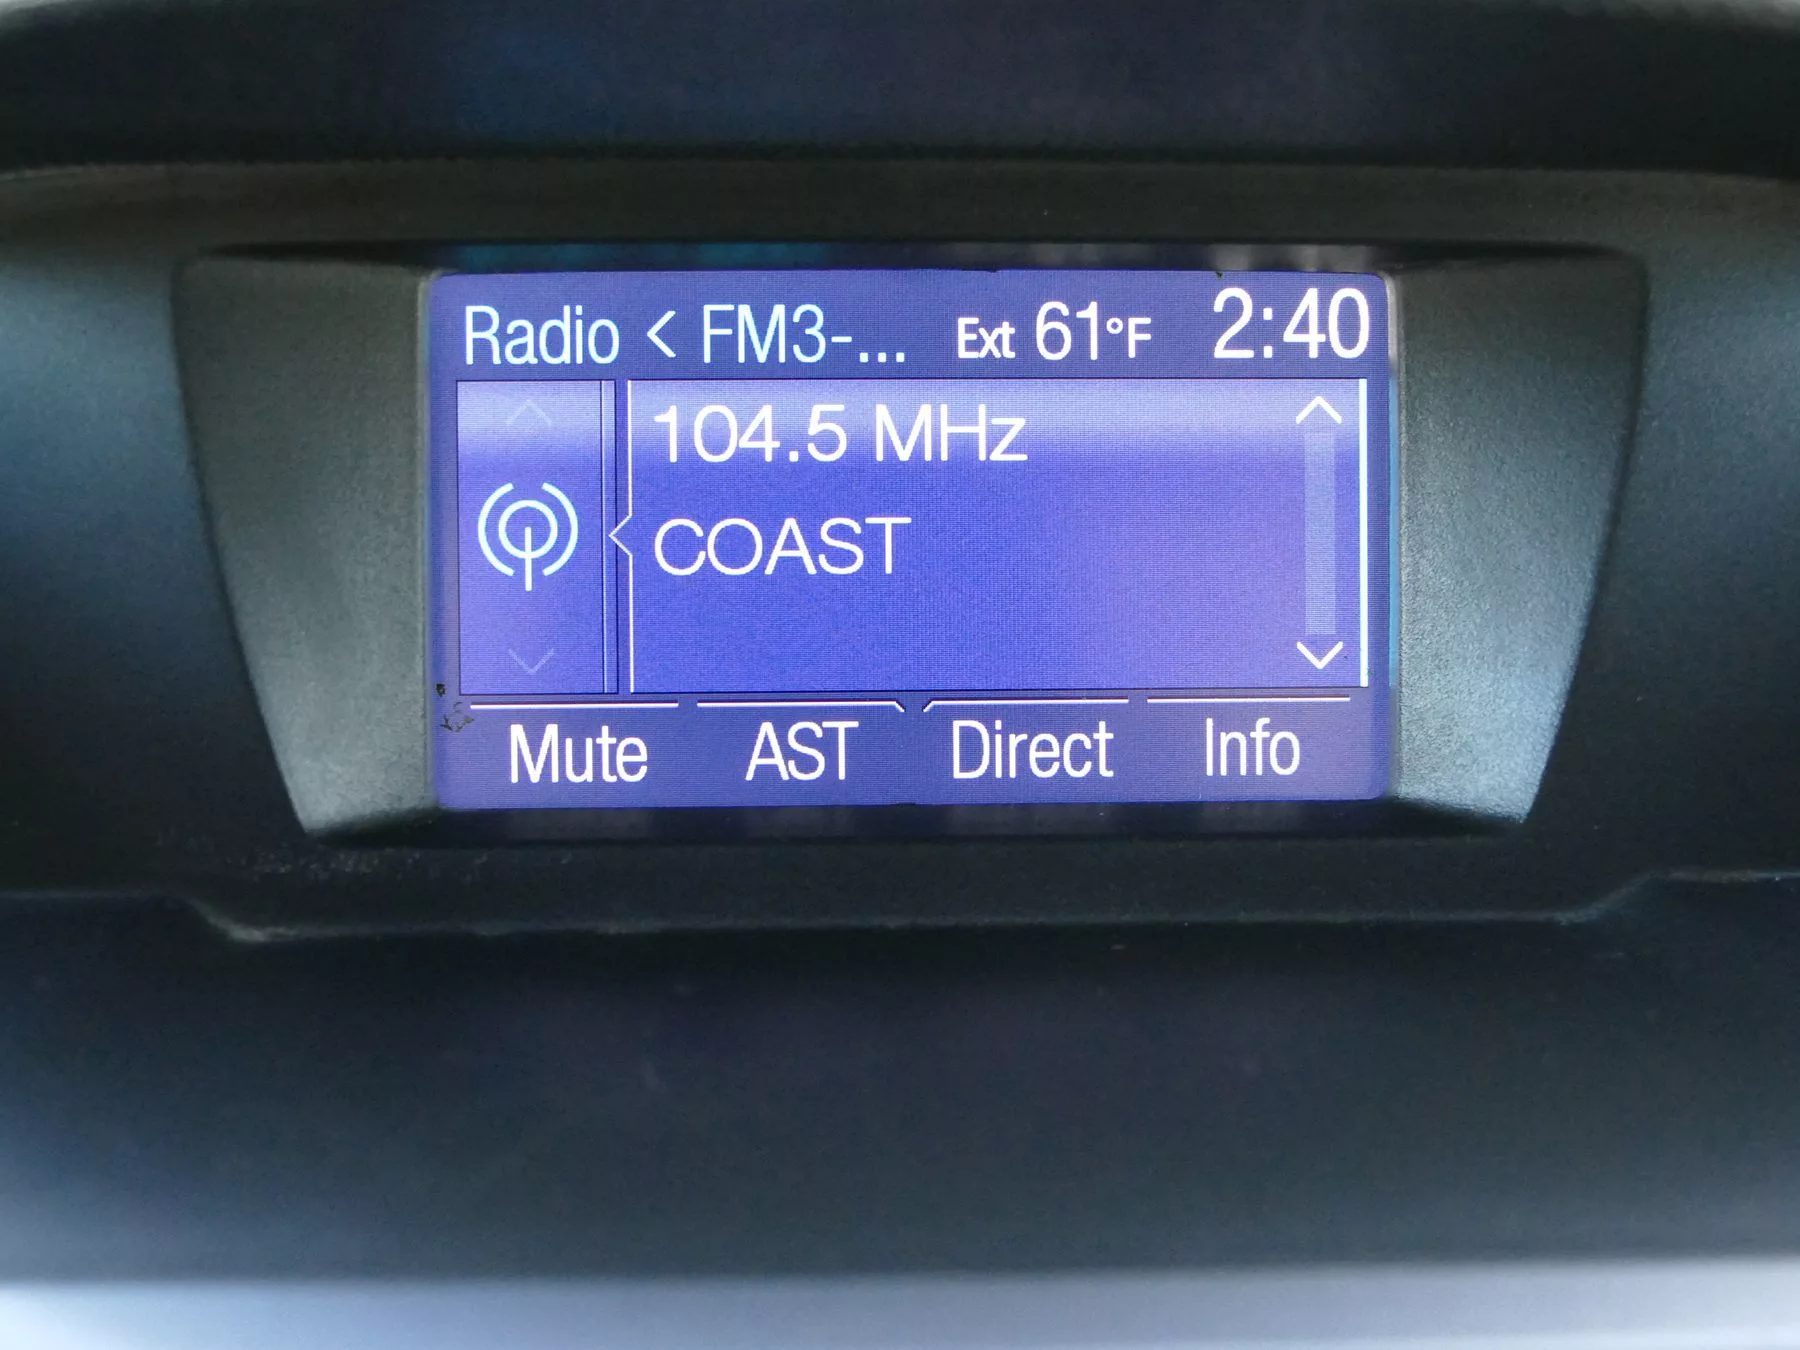 Radio < FM3-... Ext 61°F 2:40
104.5 MHz
COAST
Mute AST Direct Info